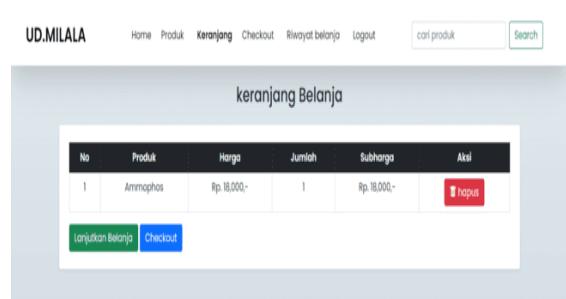 UD.MILALA Home Produk Keranjang Checkout Riwayat belanja Logout cari produk Search
keranjang Belanja
No Produk Harga Jumlah Subharga Aksi
1 Ammophos Rp. 18,000,- 1 Rp. 18,000,- hapus
Lanjutkan Belanja Checkout